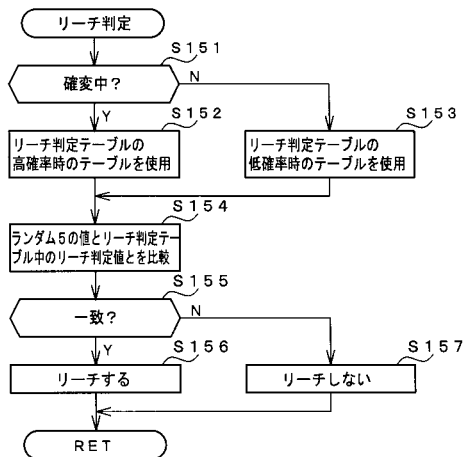 リーチ判定
S151
確変中?
N
Y
S152
S153
リーチ判定テーブルの
高確率時のテーブルを使用
リーチ判定テーブルの
低確率時のテーブルを使用
S154
ランダム5の値とリーチ判定テー
ブル中のリーチ判定値とを比較
S155
一致?
N
Y
S156
S157
リーチする
リーチしない
RET